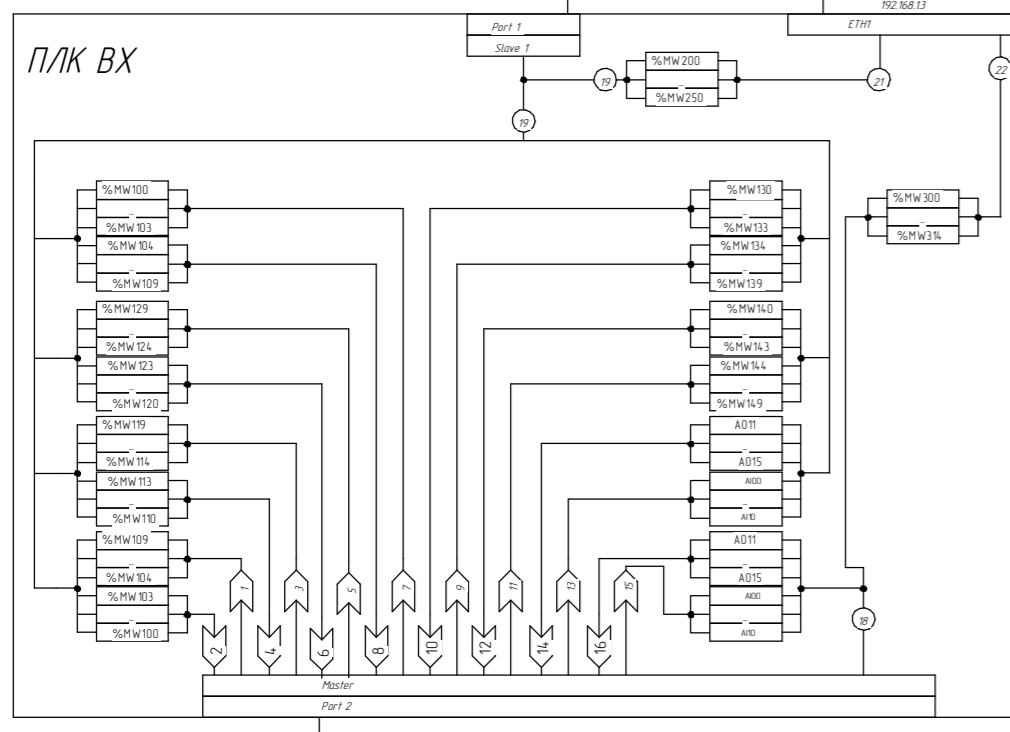 192.168.1.3
Port 1
ETH1
Slave 1
ПЛК ВХ
%MW200
...
%MW250
19
21
22
19
%MW100
...
%MW103
%MW104
...
%MW109
%MW129
...
%MW124
%MW123
...
%MW120
%MW119
...
%MW114
%MW113
...
%MW110
%MW109
...
%MW104
%MW103
...
%MW100
%MW130
...
%MW133
%MW134
...
%MW139
%MW140
...
%MW143
%MW144
...
%MW149
AO11
...
AO15
AI00
...
AI10
AO11
...
AO15
AI00
...
AI10
%MW300
...
%MW314
1
3
5
7
9
11
13
15
18
2
4
6
8
10
12
14
16
Master
Port 2